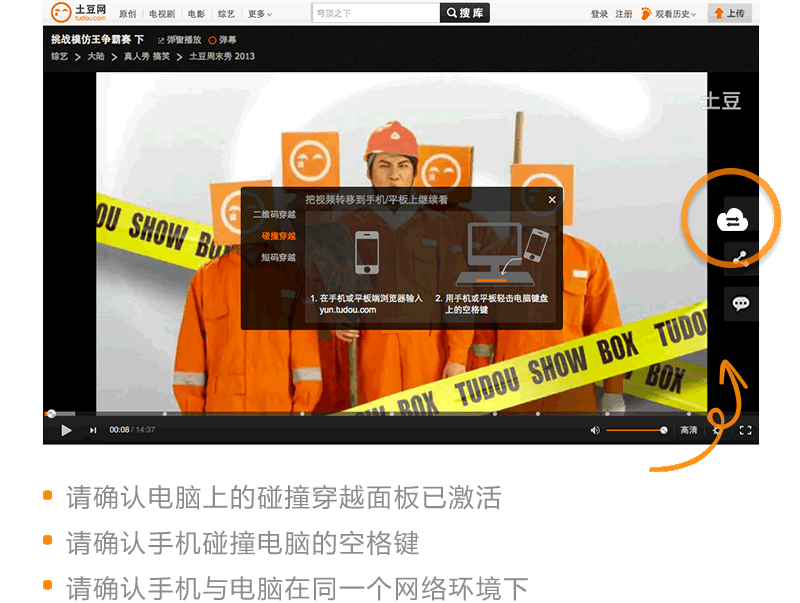 土豆网
tudou.com
原创 电视剧 电影 综艺 更多
穹顶之下
搜库
登录 注册 观看历史 上传
挑战模仿王争霸赛 下 弹窗播放 弹幕
综艺 > 大陆 > 真人秀 搞笑 > 土豆周末秀 2013
土豆
把视频转移到手机/平板上继续看
二维码穿越
碰撞穿越
短码穿越
1. 在手机或平板端浏览器输入
yun.tudou.com
2. 用手机或平板轻击电脑键盘
上的空格键
OU SHOW BOX
TUDOU SHOW BOX TUDOU
BOX
BOX
00:08 / 14:37
高清
请确认电脑上的碰撞穿越面板已激活
请确认手机碰撞电脑的空格键
请确认手机与电脑在同一个网络环境下